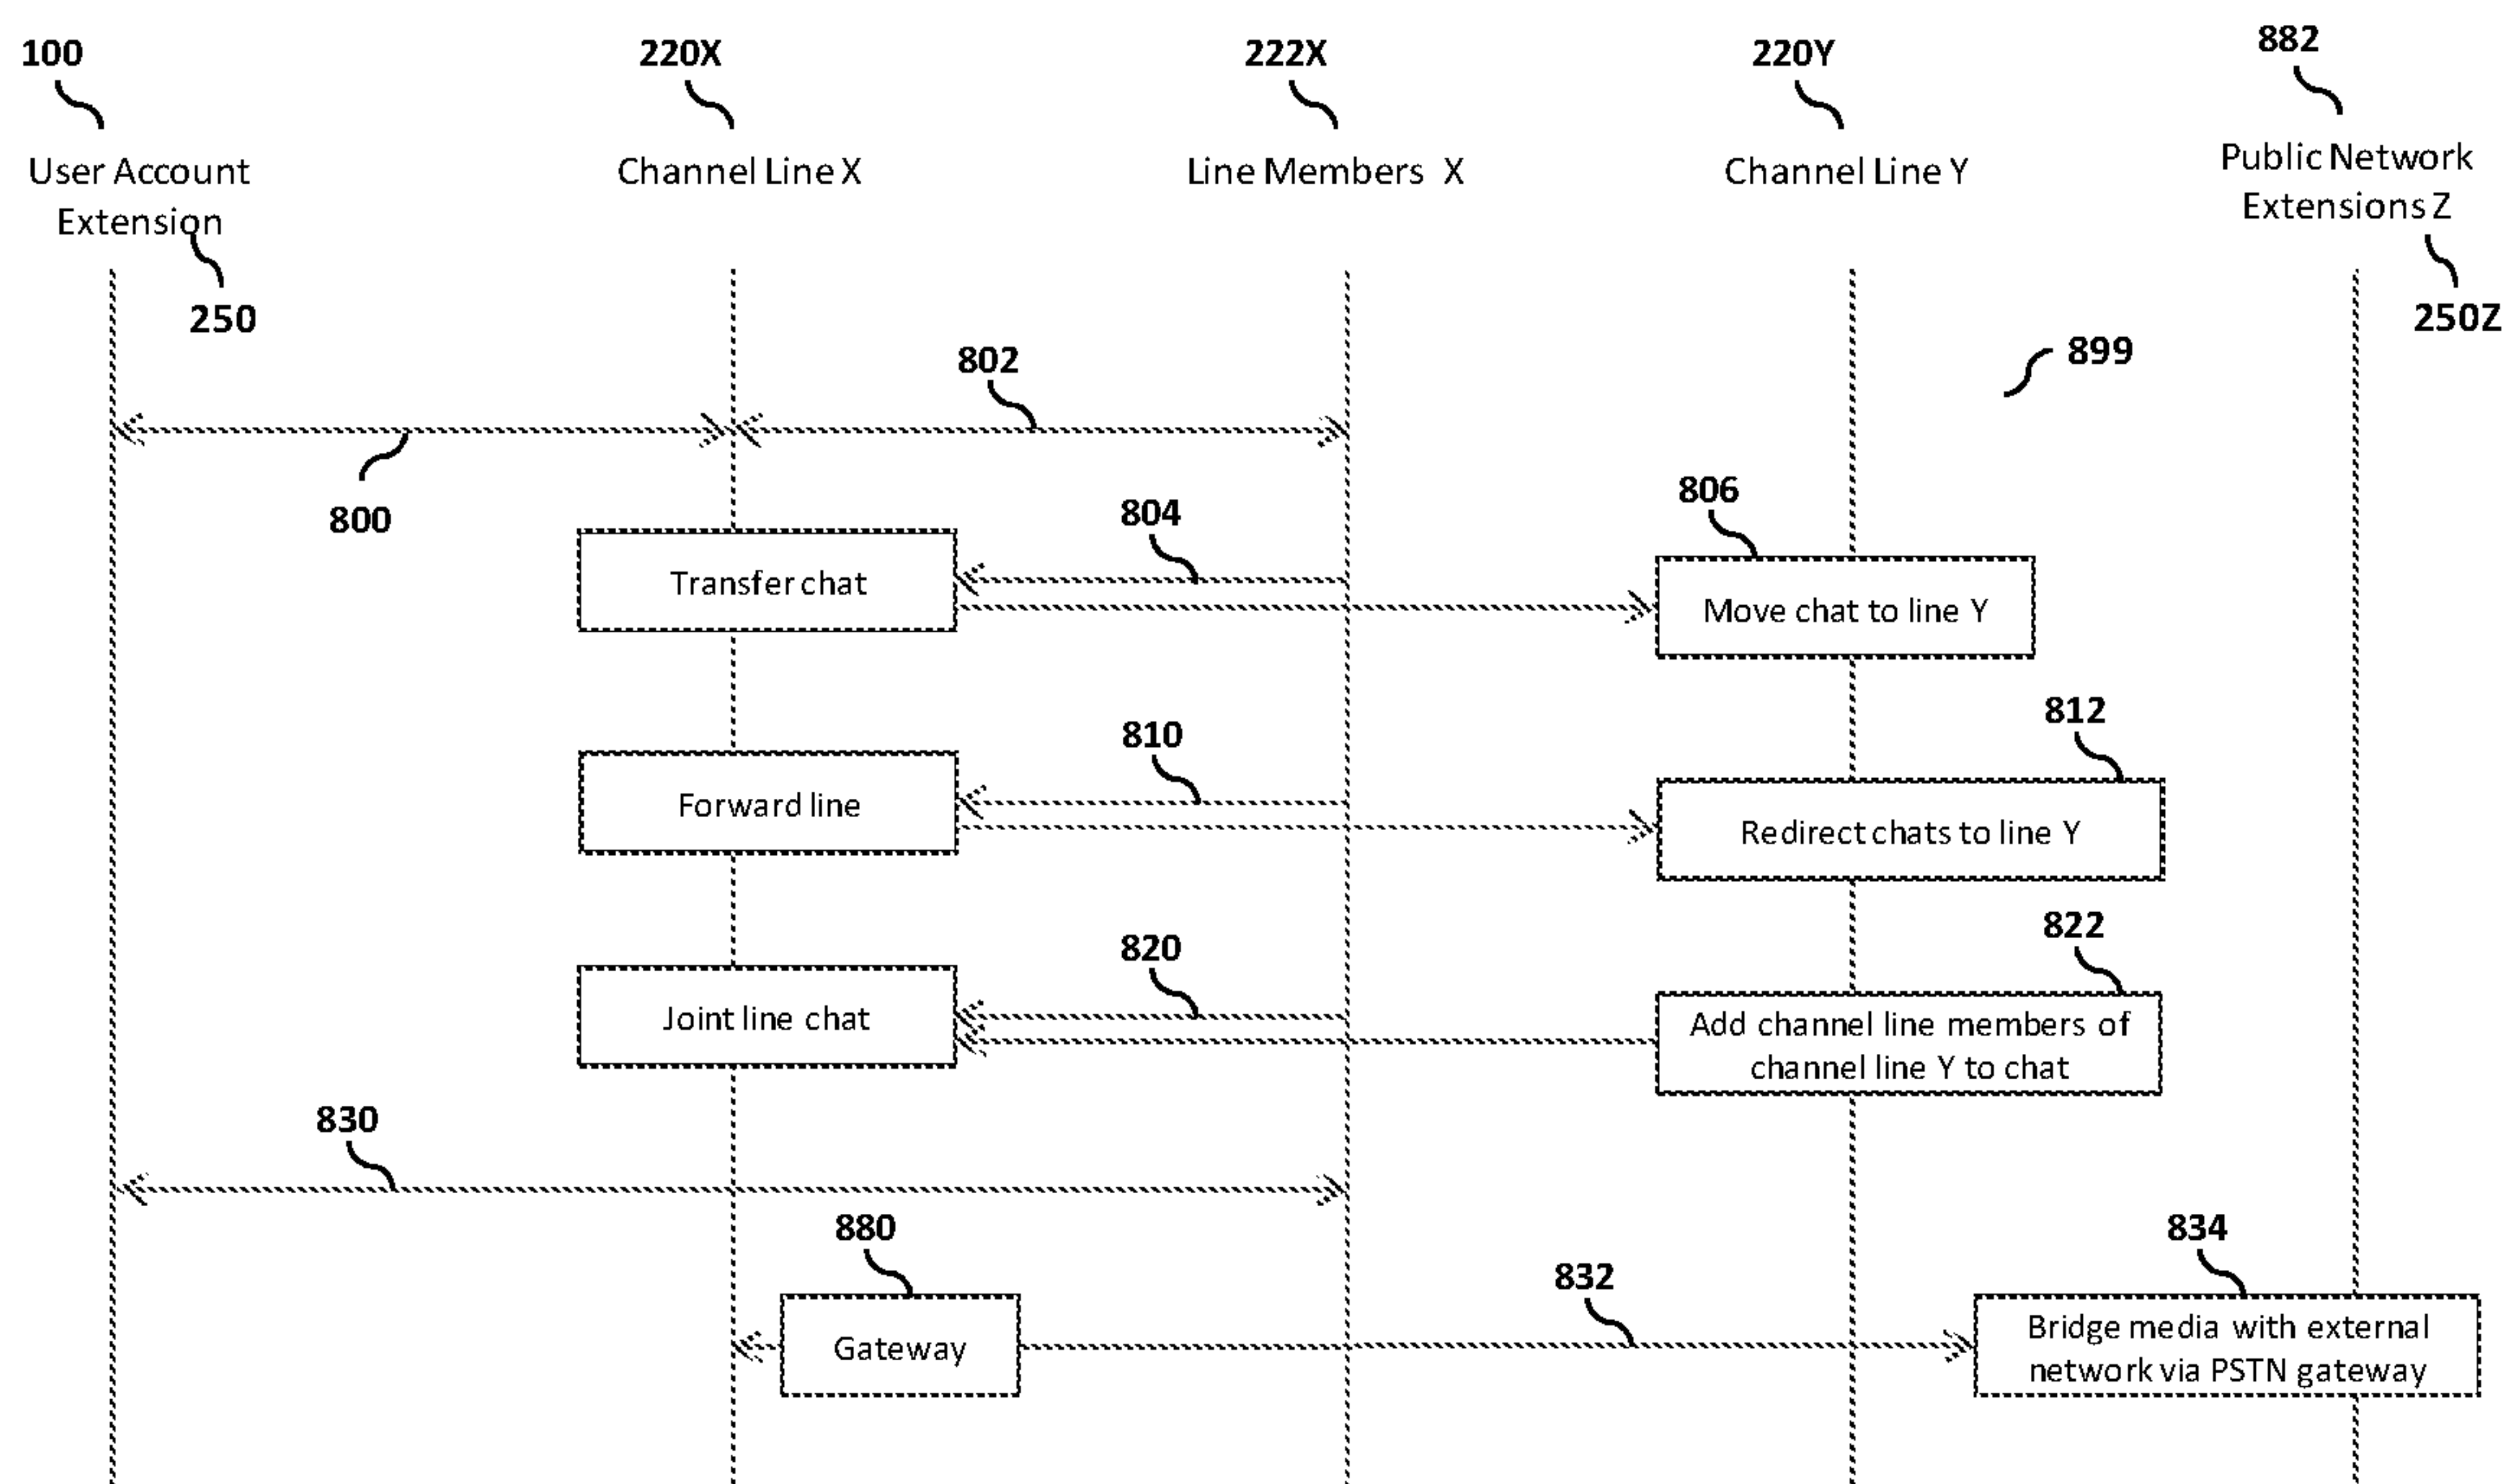 100
220X
222X
220Y
882
User Account
Extension
Channel Line X
Line Members X
Channel Line Y
Public Network
Extensions Z
250
250Z
899
802
800
804
806
Transfer chat
Move chat to line Y
810
812
Forward line
Redirect chats to line Y
820
822
Joint line chat
Add channel line members of
channel line Y to chat
830
880
832
834
Gateway
Bridge media with external
network via PSTN gateway